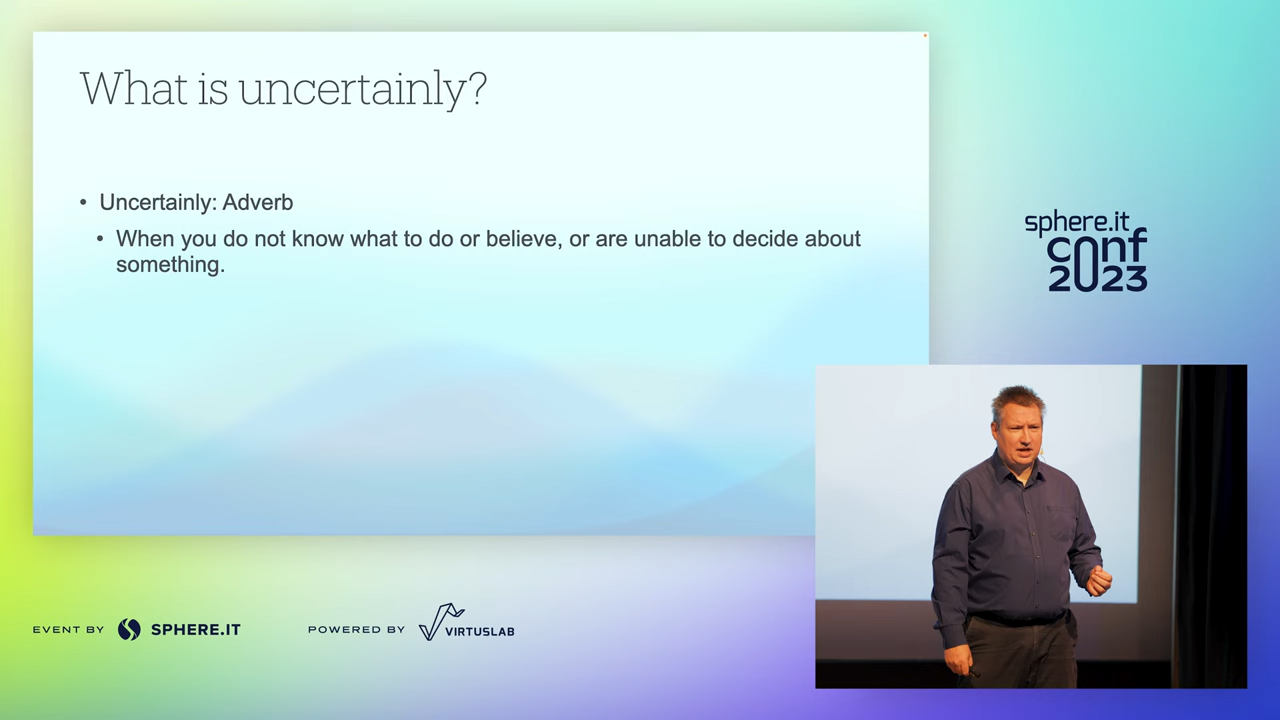 What is uncertainly?
• Uncertainly: Adverb
• When you do not know what to do or believe, or are unable to decide about
something.
sphere.it
conf
2023
EVENT BY SPHERE.IT
POWERED BY VIRTUSLAB